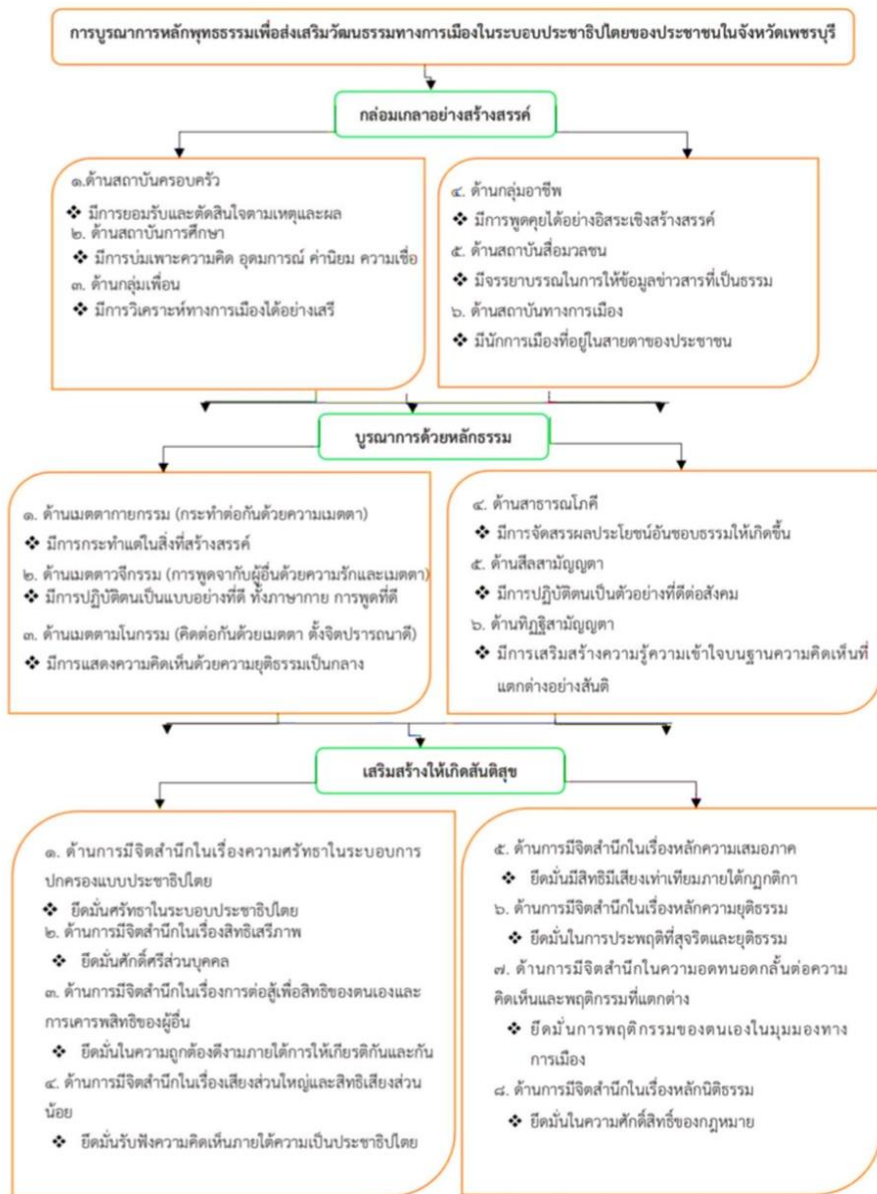 การบูรณาการหลักพุทธธรรมเพื่อส่งเสริมวัฒนธรรมทางการเมืองในระบอบประชาธิปไตยของประชาชนในจังหวัดเพชรบุรี
กล่อมเกลาอย่างสร้างสรรค์
๑.ด้านสถาบันครอบครัว
❖ มีการยอมรับและตัดสินใจตามเหตุและผล
๒. ด้านสถาบันการศึกษา
❖ มีการบ่มเพาะความคิด อุดมการณ์ ค่านิยม ความเชื่อ
๓. ด้านกลุ่มเพื่อน
❖ มีการวิเคราะห์ทางการเมืองได้อย่างเสรี
๔. ด้านกลุ่มอาชีพ
❖ มีการพูดคุยได้อย่างอิสระเชิงสร้างสรรค์
๕. ด้านสถาบันสื่อมวลชน
❖ มีจรรยาบรรณในการให้ข้อมูลข่าวสารที่เป็นธรรม
๖. ด้านสถาบันทางการเมือง
❖ มีนักการเมืองที่อยู่ในสายตาของประชาชน
บูรณาการด้วยหลักธรรม
๑. ด้านเมตตากายกรรม (กระทำต่อกันด้วยความเมตตา)
❖ มีการกระทำแต่ในสิ่งที่สร้างสรรค์
๒. ด้านเมตตาวจีกรรม (การพูดจากับผู้อื่นด้วยความรักและเมตตา)
❖ มีการปฏิบัติตนเป็นแบบอย่างที่ดี ทั้งภาษากาย การพูดที่ดี
๓. ด้านเมตตามโนกรรม (คิดต่อกันด้วยเมตตา ตั้งจิตปรารถนาดี)
❖ มีการแสดงความคิดเห็นด้วยความยุติธรรมเป็นกลาง
๔. ด้านสาธารณโภคี
❖ มีการจัดสรรผลประโยชน์อันชอบธรรมให้เกิดขึ้น
๕. ด้านสีลสามัญญตา
❖ มีการปฏิบัติตนเป็นตัวอย่างที่ดีต่อสังคม
๖. ด้านทิฏฐิสามัญญตา
❖ มีการเสริมสร้างความรู้ความเข้าใจบนฐานความคิดเห็นที่
แตกต่างอย่างสันติ
เสริมสร้างให้เกิดสันติสุข
๑. ด้านการมีจิตสำนึกในเรื่องความศรัทธาในระบอบการ
ปกครองแบบประชาธิปไตย
❖ ยึดมั่นศรัทธาในระบอบประชาธิปไตย
๒. ด้านการมีจิตสำนึกในเรื่องสิทธิเสรีภาพ
❖ ยึดมั่นศักดิ์ศรีส่วนบุคคล
๓. ด้านการมีจิตสำนึกในเรื่องการต่อสู้เพื่อสิทธิของตนเองและ
การเคารพสิทธิของผู้อื่น
❖ ยึดมั่นในความถูกต้องดีงามภายใต้การให้เกียรติกันและกัน
๔. ด้านการมีจิตสำนึกในเรื่องเสียงส่วนใหญ่และสิทธิเสียงส่วน
น้อย
❖ ยึดมั่นรับฟังความคิดเห็นภายใต้ความเป็นประชาธิปไตย
๕. ด้านการมีจิตสำนึกในเรื่องหลักความเสมอภาค
❖ ยึดมั่นมีสิทธิมีเสียงเท่าเทียมภายใต้กฎกติกา
๖. ด้านการมีจิตสำนึกในเรื่องหลักความยุติธรรม
❖ ยึดมั่นในการประพฤติที่สุจริตและยุติธรรม
๗. ด้านการมีจิตสำนึกในความอดทนอดกลั้นต่อความ
คิดเห็นและพฤติกรรมที่แตกต่าง
❖ ยึดมั่นการพฤติกรรมของตนเองในมุมมองทาง
การเมือง
๘. ด้านการมีจิตสำนึกในเรื่องหลักนิติธรรม
❖ ยึดมั่นในความศักดิ์สิทธิ์ของกฎหมาย